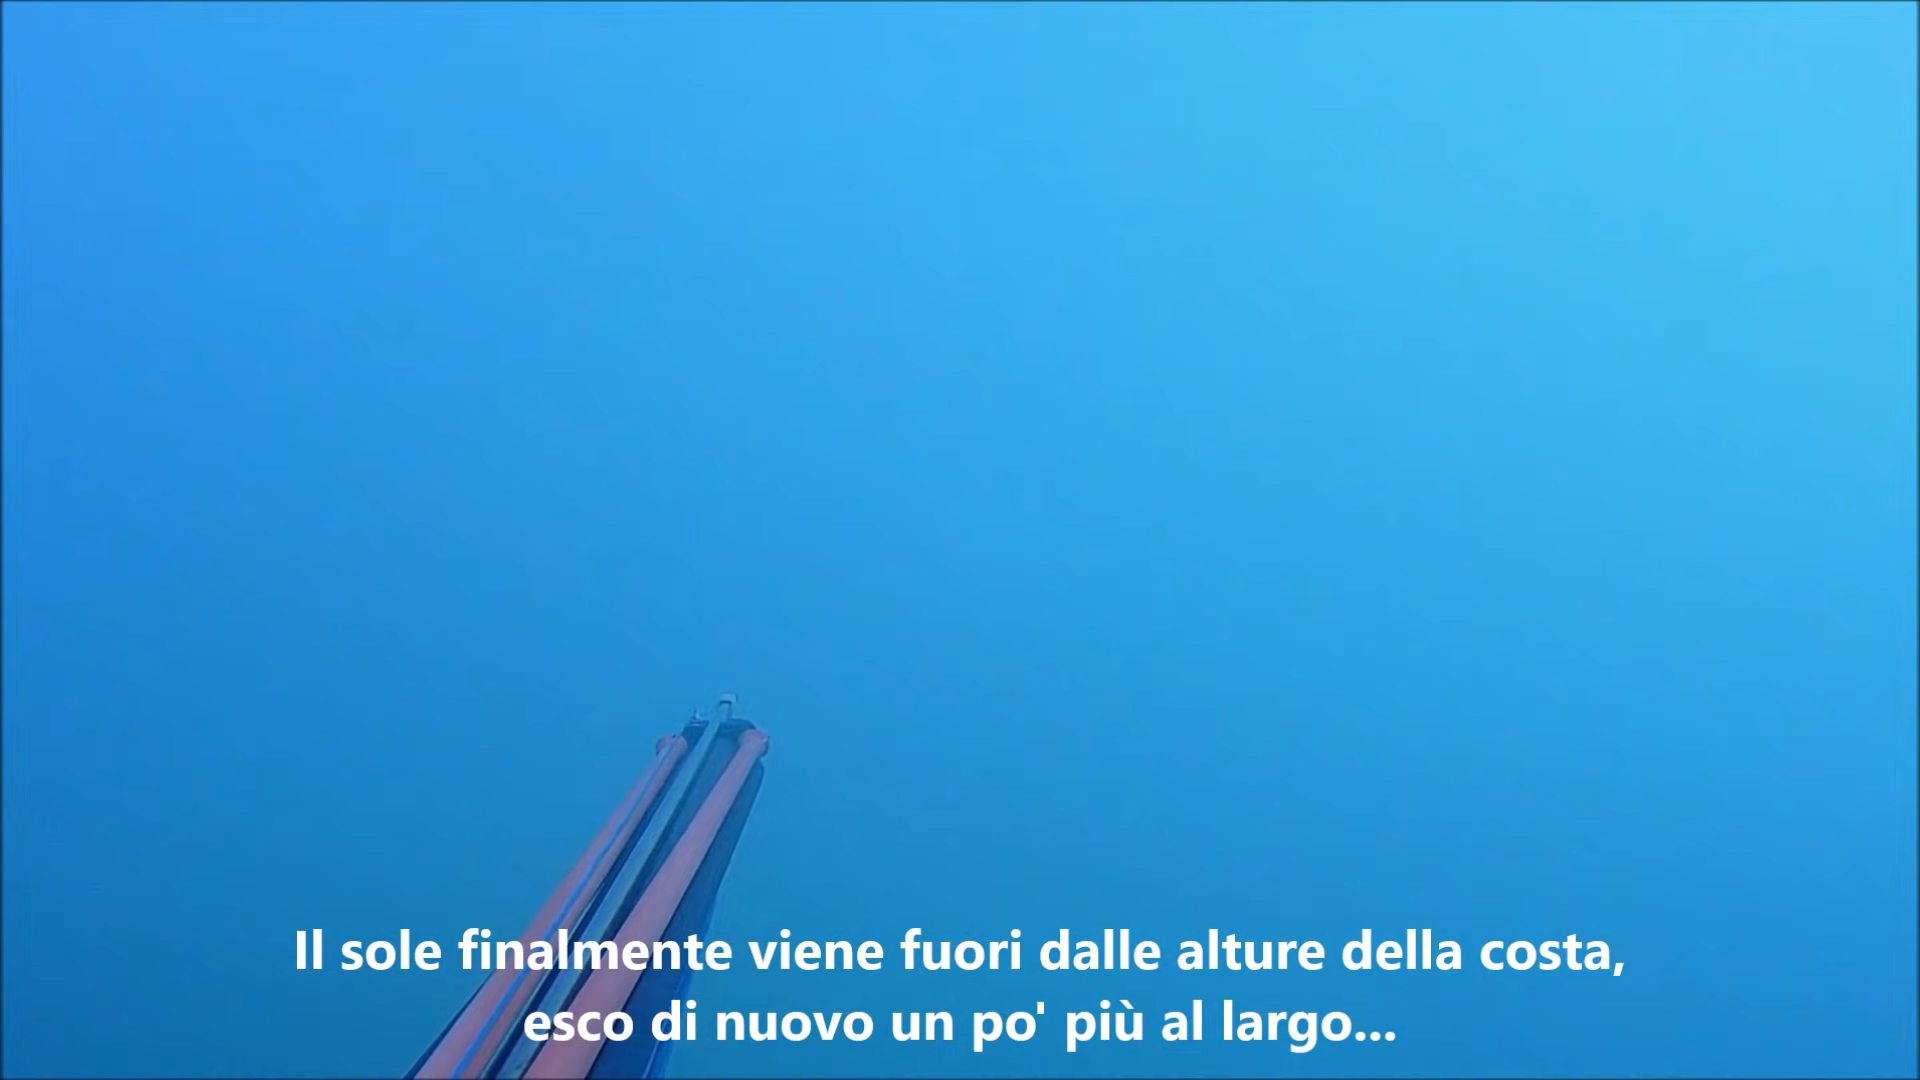 Il sole finalmente viene fuori dalle alture della costa,
esco di nuovo un po' più al largo...